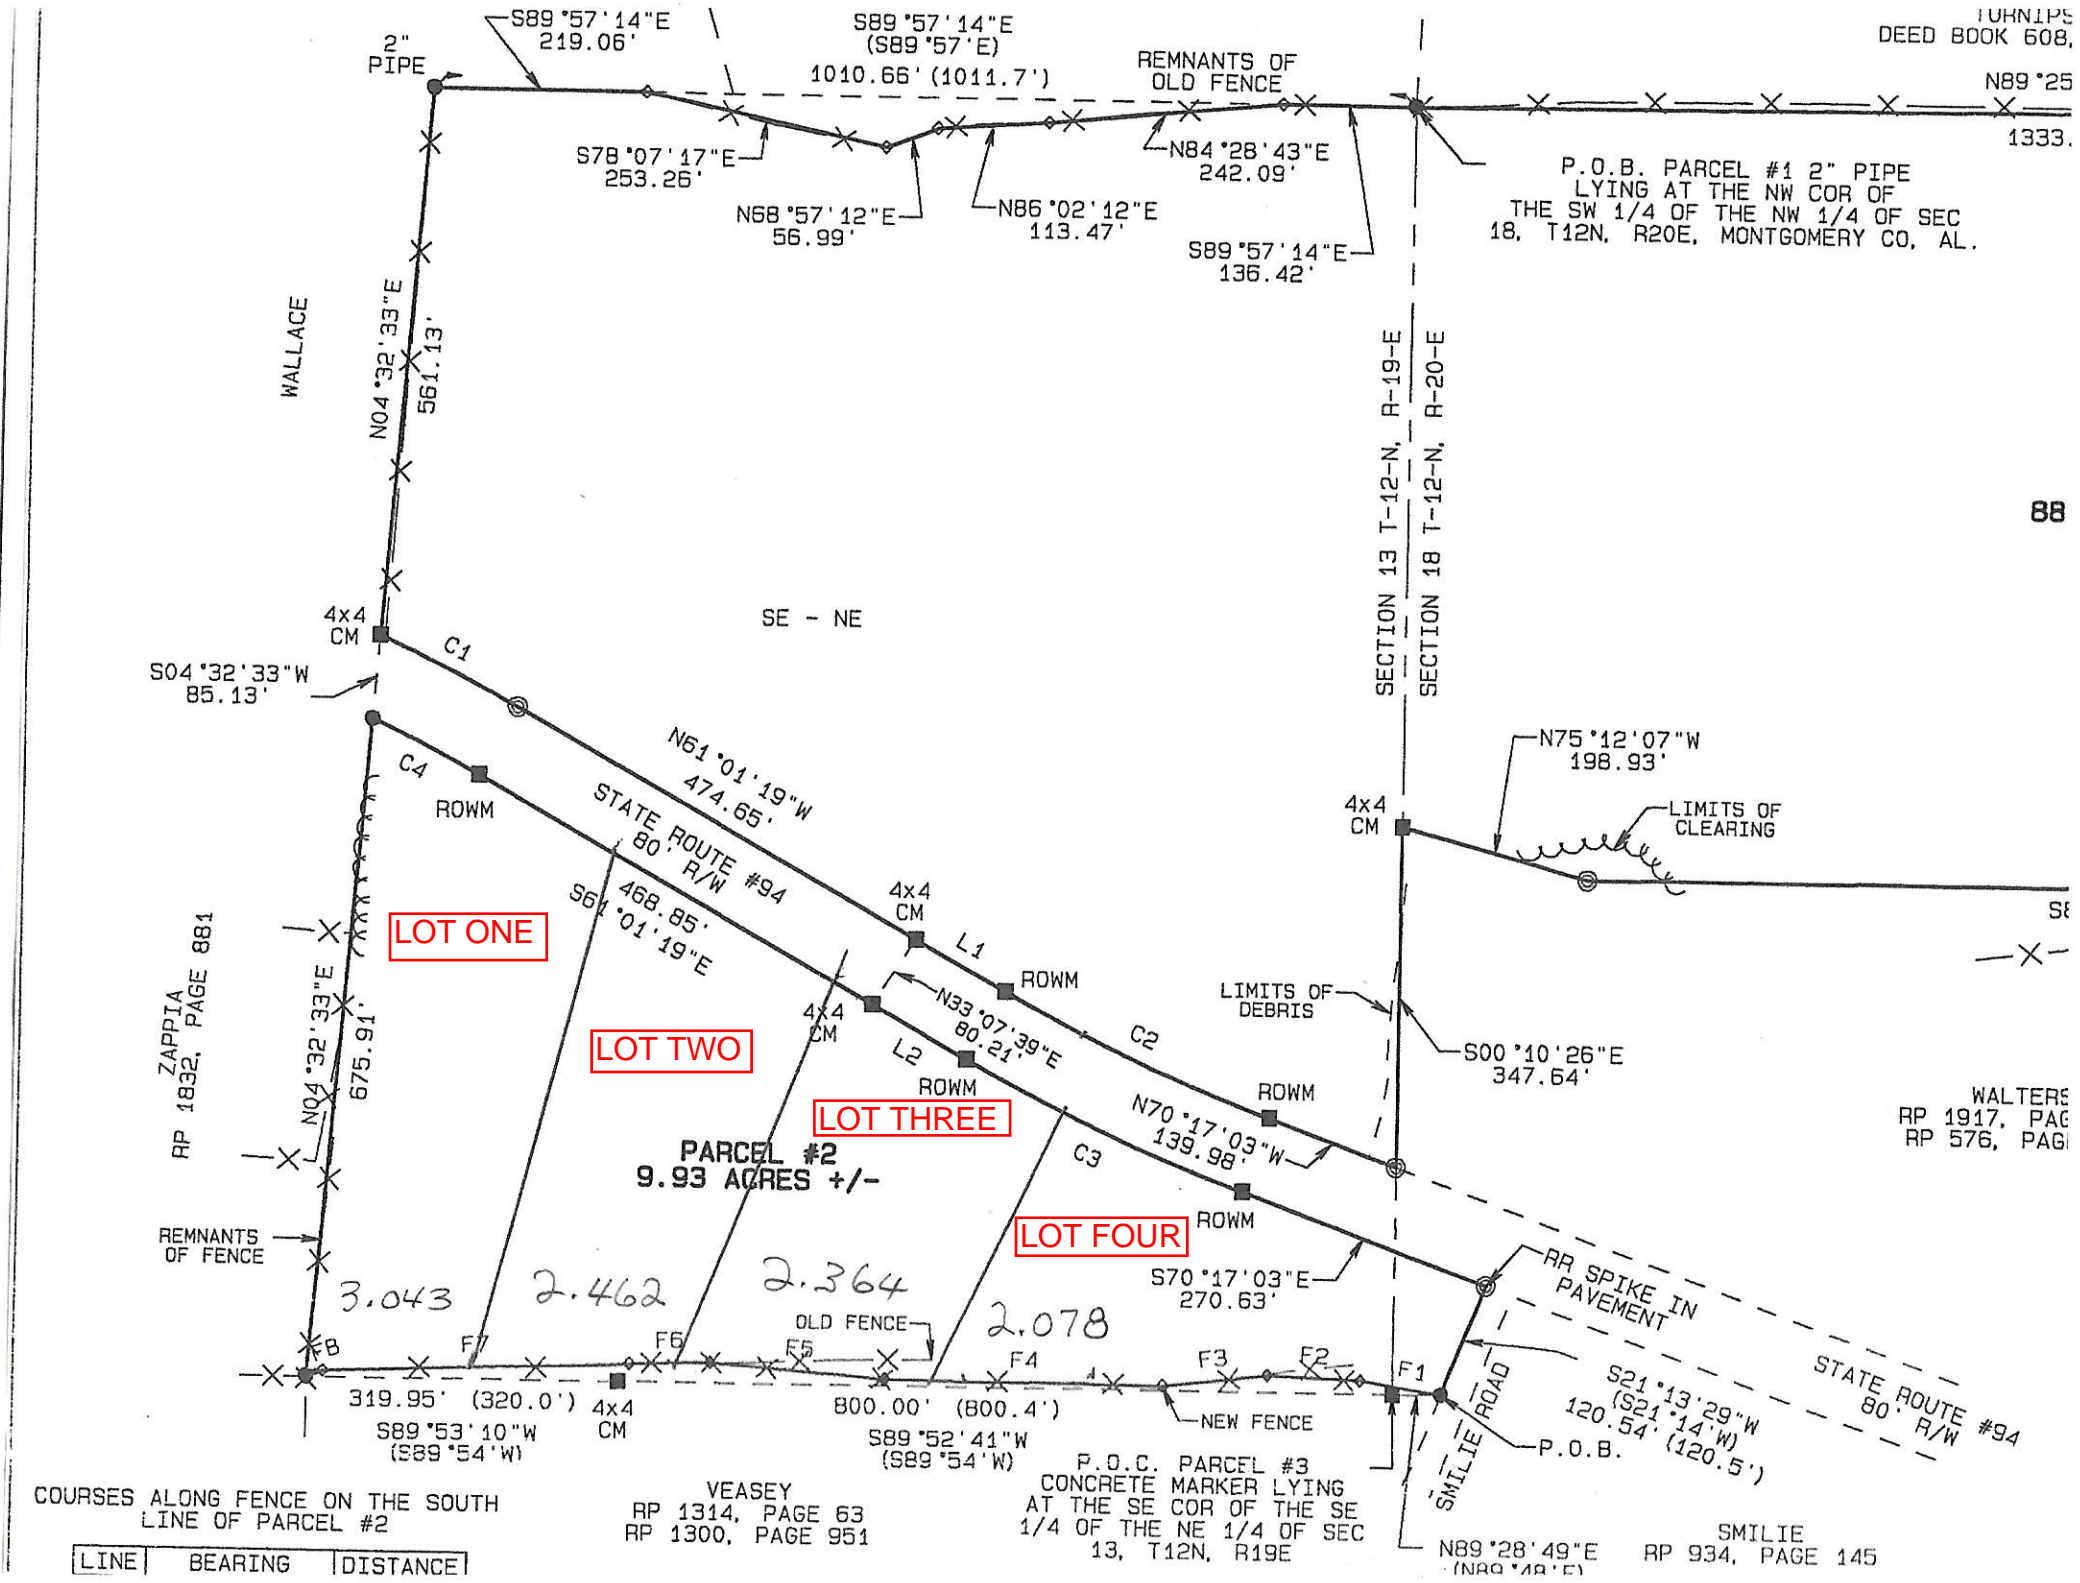 S89°57'14"E
219.06'
2"
PIPE
S89°57'14"E
(S89°57'E)
1010.66' (1011.7')
REMNANTS OF
OLD FENCE
DEED BOOK 608,
N89°25
1333.
S78°07'17"E
253.26'
N68°57'12"E
56.99'
N86°02'12"E
113.47'
N84°28'43"E
242.09'
S89°57'14"E
136.42'
P.O.B. PARCEL #1 2" PIPE
LYING AT THE NW COR OF
THE SW 1/4 OF THE NW 1/4 OF SEC
18, T12N, R20E, MONTGOMERY CO, AL.
WALLACE
N04°32'33"E
561.13'
SECTION 13 T-12-N, R-19-E
SECTION 18 T-12-N, R-20-E
88
SE - NE
4x4
CM
C1
S04°32'33"W
85.13'
C4
ROWM
N61°01'19"W
474.65'
STATE ROUTE #94
80' R/W
468.85'
S61°01'19"E
N75°12'07"W
198.93'
4x4
CM
LIMITS OF
CLEARING
4x4
CM
L1
ROWM
LOT ONE
ZAPPIA
RP 1832, PAGE 881
N04°32'33"E
675.91'
LOT TWO
4x4
CM
N33°07'39"E
80.21'
L2
ROWM
C2
LIMITS OF
DEBRIS
S00°10'26"E
347.64'
ROWM
LOT THREE
N70°17'03"W
139.98'
C3
WALTERS
RP 1917, PAG
RP 576, PAG
PARCEL #2
9.93 ACRES +/-
ROWM
LOT FOUR
REMNANTS
OF FENCE
S70°17'03"E
270.63'
RR SPIKE IN
PAVEMENT
3.043
2.462
2.364
2.078
OLD FENCE
F8
F7
F6
F5
F4
F3
F2
F1
319.95' (320.0')
S89°53'10"W
(S89°54'W)
4x4
CM
800.00' (800.4')
S89°52'41"W
(S89°54'W)
NEW FENCE
P.O.B.
SMILIE ROAD
S21°13'29"W
(S21°14'W)
120.54' (120.5')
STATE ROUTE #94
80' R/W
P.O.C. PARCEL #3
CONCRETE MARKER LYING
AT THE SE COR OF THE SE
1/4 OF THE NE 1/4 OF SEC
13, T12N, R19E
VEASEY
RP 1314, PAGE 63
RP 1300, PAGE 951
N89°28'49"E
(N89°48'E)
SMILIE
RP 934, PAGE 145
COURSES ALONG FENCE ON THE SOUTH
LINE OF PARCEL #2
LINE BEARING DISTANCE